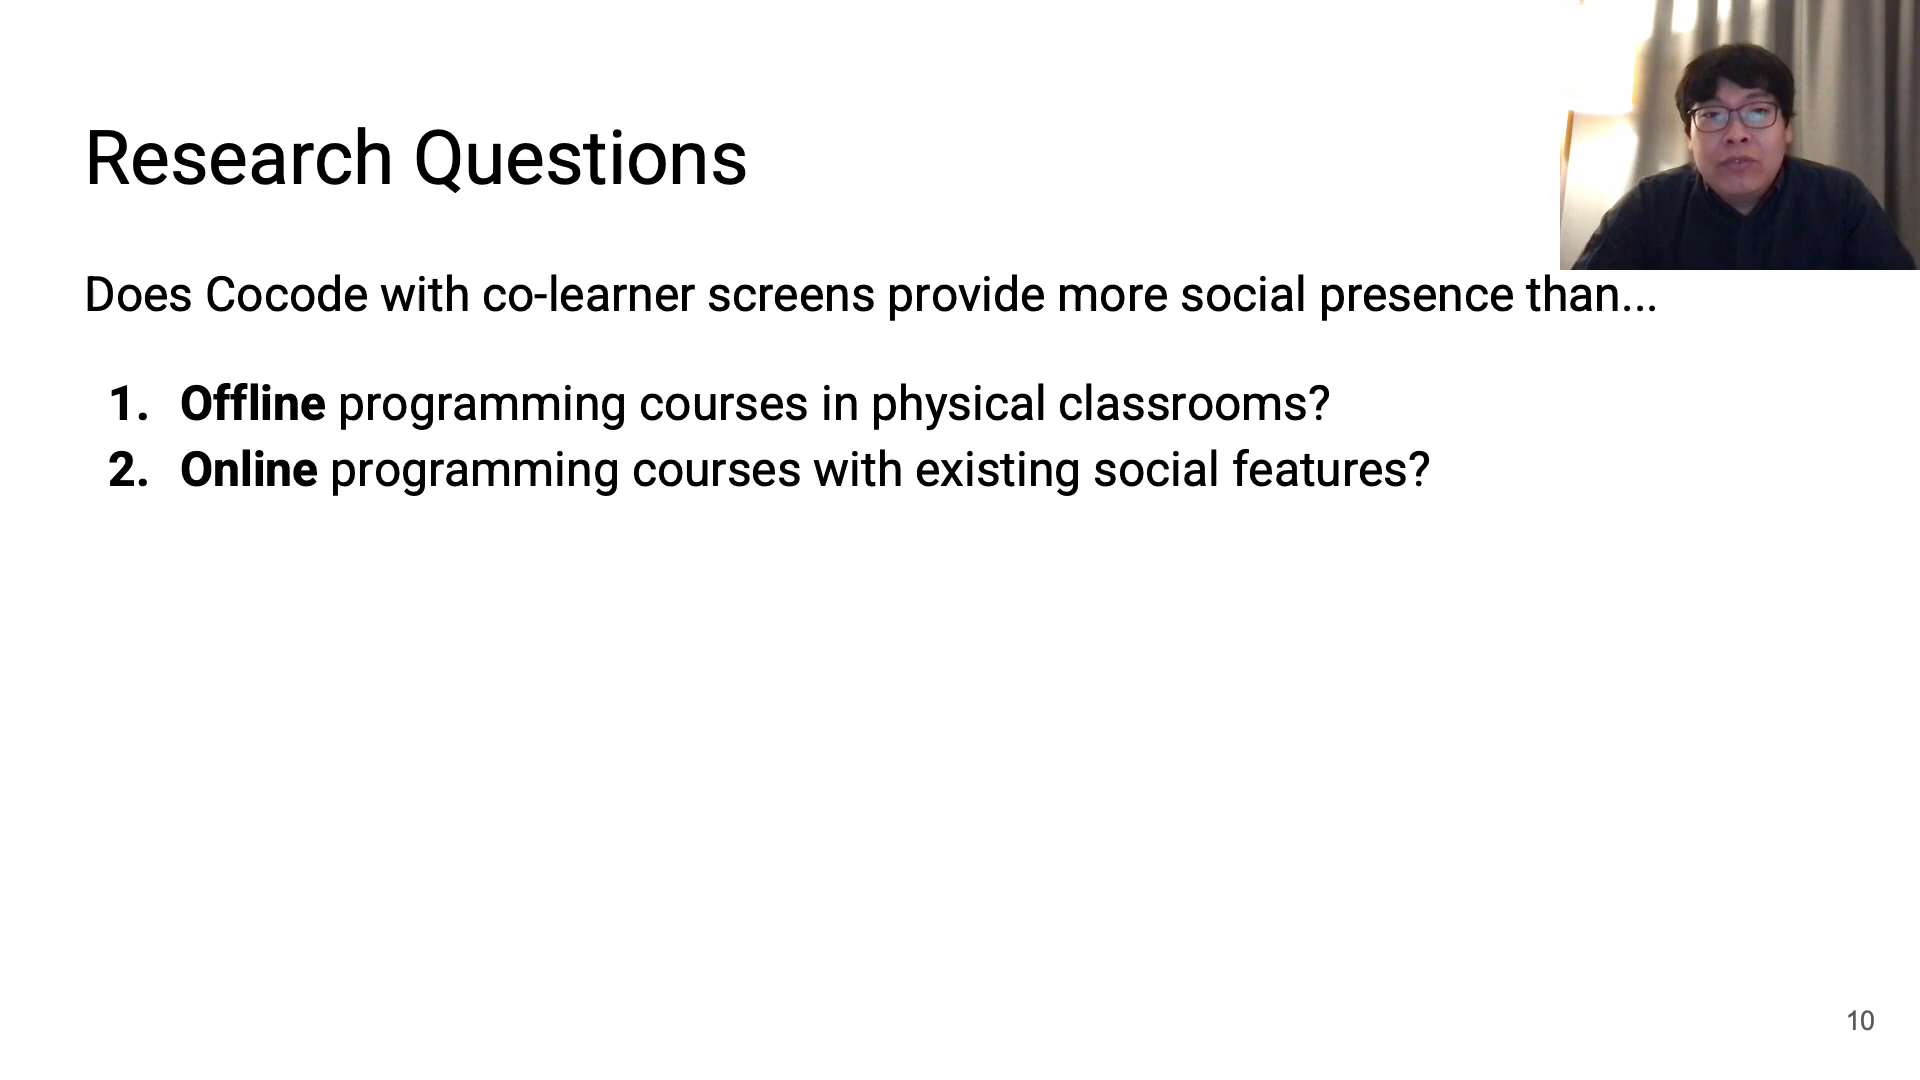 Research Questions
Does Cocode with co-learner screens provide more social presence than...
1. Offline programming courses in physical classrooms?
2. Online programming courses with existing social features?
10